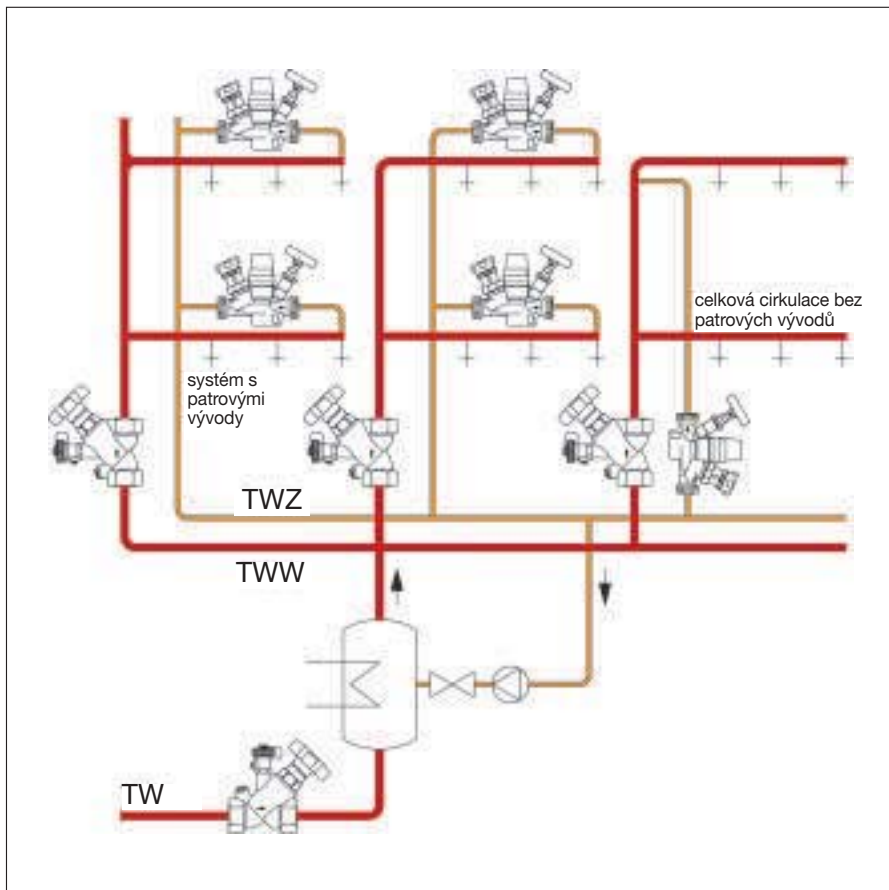 celková cirkulace bez
patrových vývodů
systém s
patrovými
vývody
TWZ
TWW
TW